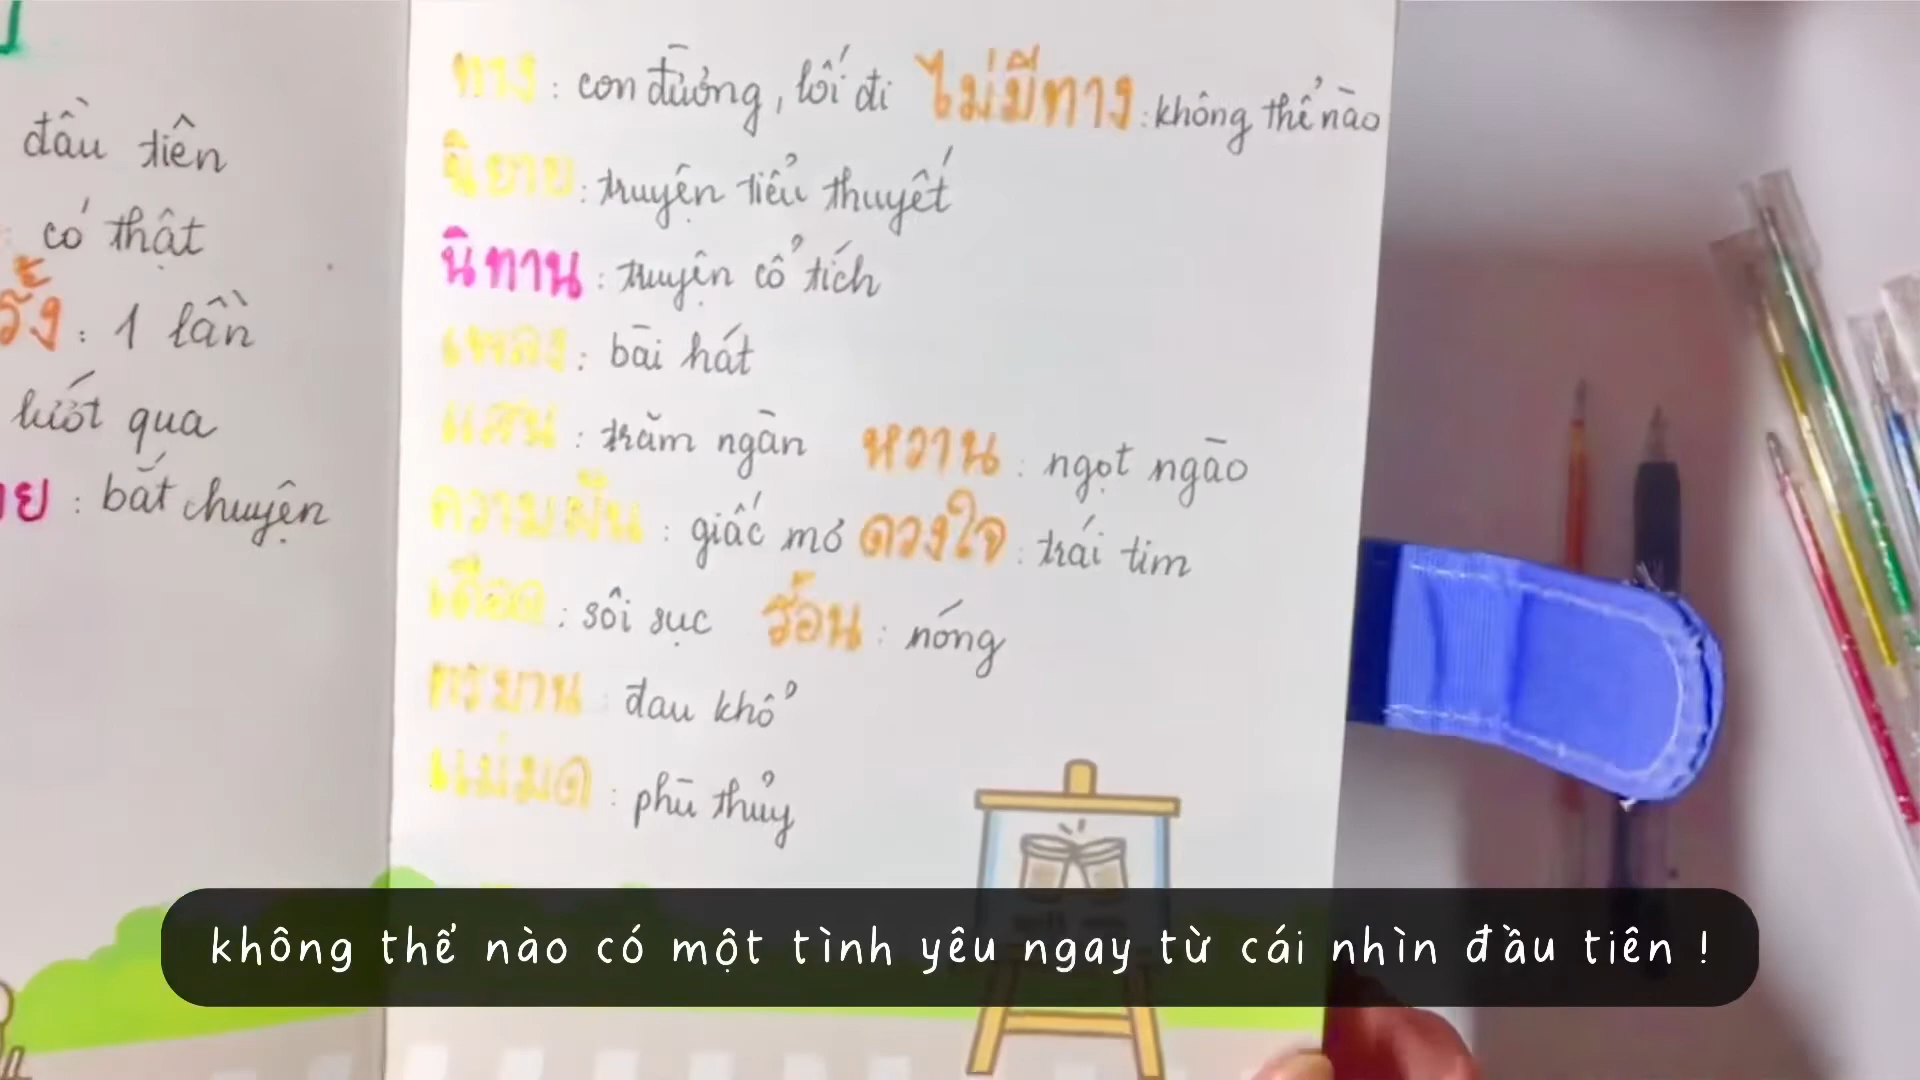 đầu tiên
có thật
รั้ง : 1 lần
lướt qua
าย : bắt chuyện
ทาง : con đường, lối đi ไม่มีทาง : không thể nào
นิยาย : truyện tiểu thuyết
นิทาน : truyện cổ tích
เพลง : bài hát
แสน : trăm ngàn หวาน : ngọt ngào
ความฝัน : giấc mơ ดวงใจ : trái tim
เดือด : sôi sục ร้อน : nóng
ทรมาน : đau khổ
แม่มด : phù thủy
không thể nào có một tình yêu ngay từ cái nhìn đầu tiên !